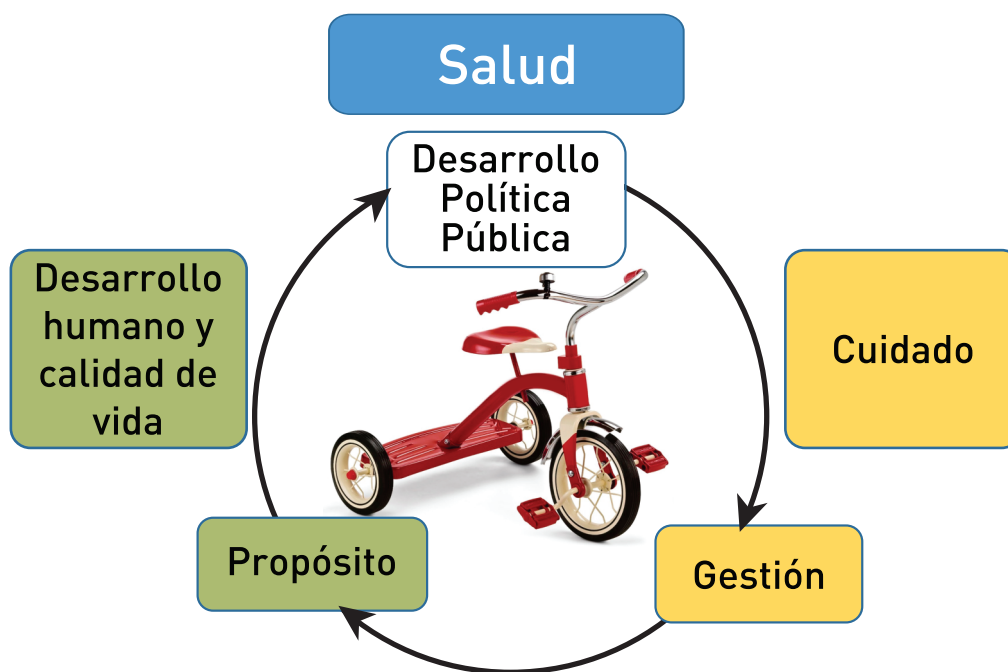 Salud
Desarrollo
Política
Pública
Desarrollo
humano y
calidad de
vida
Cuidado
Propósito
Gestión